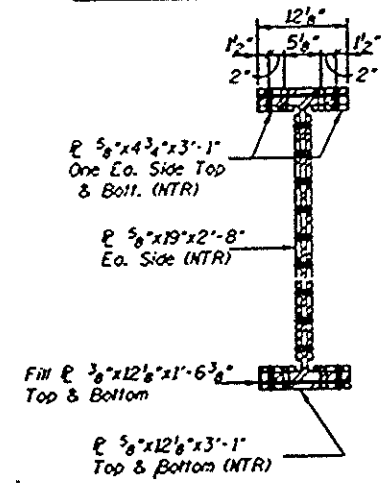 12⅛"
1½" 5⅛" 1½"
2" 2"
℄ ⅝"x4¾"x3'-1"
One Ea. Side Top
& Bott. (NTR)
℄ ⅝"x19"x2'-8"
Ea. Side (NTR)
Fill ℄ ⅜"x12⅛"x1'-6⅜"
Top & Bottom
℄ ⅝"x12⅛"x3'-1"
Top & Bottom (NTR)